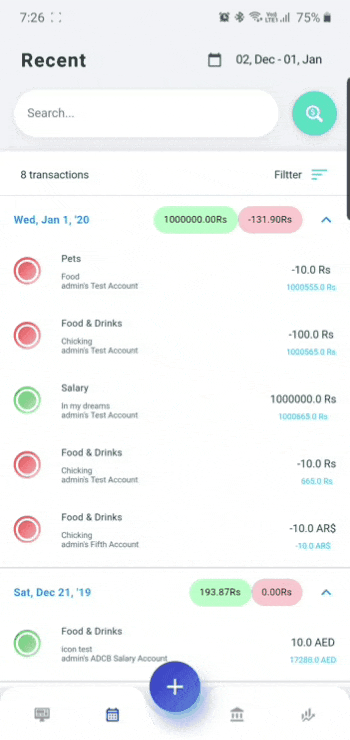 7:26
75%
Recent
02, Dec - 01, Jan
Search...
8 transactions
Filtter
Wed, Jan 1, '20
1000000.00Rs
-131.90Rs
Pets
-10.0 Rs
Food
admin's Test Account
1000555.0 Rs
Food & Drinks
-100.0 Rs
Chicking
admin's Test Account
1000565.0 Rs
Salary
1000000.0 Rs
In my dreams
admin's Test Account
1000665.0 Rs
Food & Drinks
-10.0 Rs
Chicking
admin's Test Account
665.0 Rs
Food & Drinks
-10.0 AR$
Chicking
admin's Fifth Account
-10.0 AR$
Sat, Dec 21, '19
193.87Rs
0.00Rs
Food & Drinks
10.0 AED
icon test
admin's ADCB Salary Account
17288.0 AED